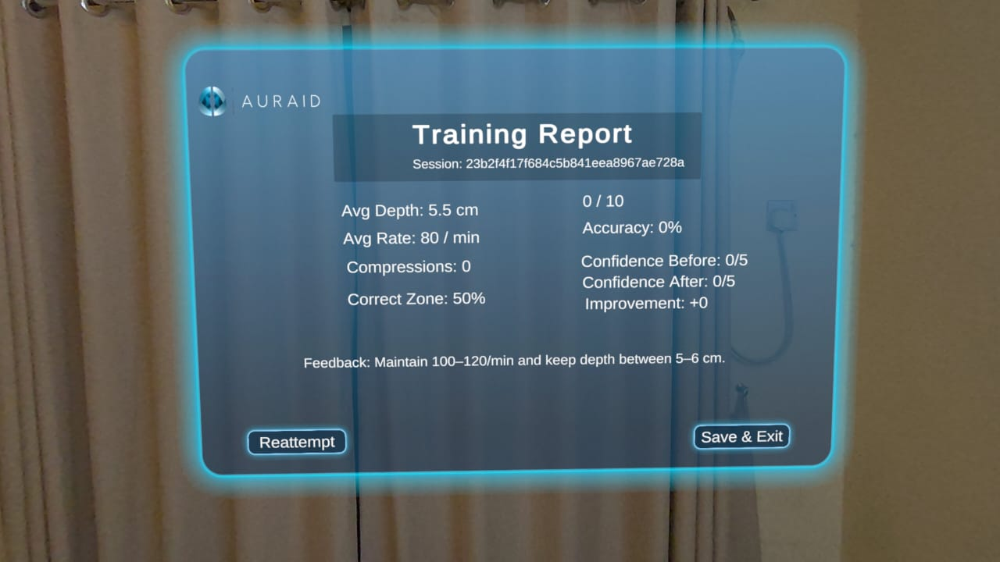 AURAID
Training Report
Session: 23b2f4f17f684c5b841eea8967ae728a
Avg Depth: 5.5 cm
Avg Rate: 80 / min
Compressions: 0
Correct Zone: 50%
0 / 10
Accuracy: 0%
Confidence Before: 0/5
Confidence After: 0/5
Improvement: +0
Feedback: Maintain 100–120/min and keep depth between 5–6 cm.
Reattempt
Save & Exit